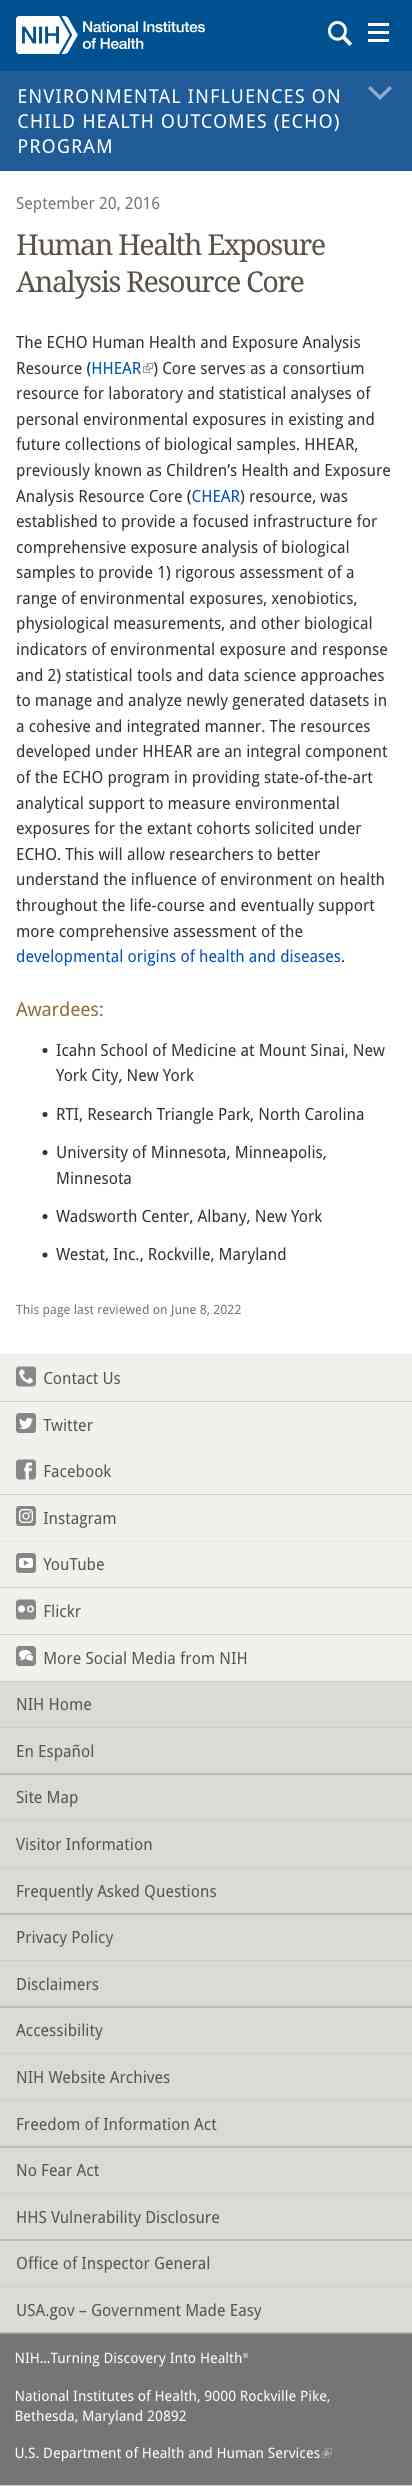 NIH National Institutes
of Health
ENVIRONMENTAL INFLUENCES ON
CHILD HEALTH OUTCOMES (ECHO)
PROGRAM
September 20, 2016
Human Health Exposure
Analysis Resource Core
The ECHO Human Health and Exposure Analysis
Resource (HHEAR) Core serves as a consortium
resource for laboratory and statistical analyses of
personal environmental exposures in existing and
future collections of biological samples. HHEAR,
previously known as Children’s Health and Exposure
Analysis Resource Core (CHEAR) resource, was
established to provide a focused infrastructure for
comprehensive exposure analysis of biological
samples to provide 1) rigorous assessment of a
range of environmental exposures, xenobiotics,
physiological measurements, and other biological
indicators of environmental exposure and response
and 2) statistical tools and data science approaches
to manage and analyze newly generated datasets in
a cohesive and integrated manner. The resources
developed under HHEAR are an integral component
of the ECHO program in providing state-of-the-art
analytical support to measure environmental
exposures for the extant cohorts solicited under
ECHO. This will allow researchers to better
understand the influence of environment on health
throughout the life-course and eventually support
more comprehensive assessment of the
developmental origins of health and diseases.
Awardees:
• Icahn School of Medicine at Mount Sinai, New
York City, New York
• RTI, Research Triangle Park, North Carolina
• University of Minnesota, Minneapolis,
Minnesota
• Wadsworth Center, Albany, New York
• Westat, Inc., Rockville, Maryland
This page last reviewed on June 8, 2022
Contact Us
Twitter
Facebook
Instagram
YouTube
Flickr
More Social Media from NIH
NIH Home
En Español
Site Map
Visitor Information
Frequently Asked Questions
Privacy Policy
Disclaimers
Accessibility
NIH Website Archives
Freedom of Information Act
No Fear Act
HHS Vulnerability Disclosure
Office of Inspector General
USA.gov – Government Made Easy
NIH...Turning Discovery Into Health®
National Institutes of Health, 9000 Rockville Pike,
Bethesda, Maryland 20892
U.S. Department of Health and Human Services